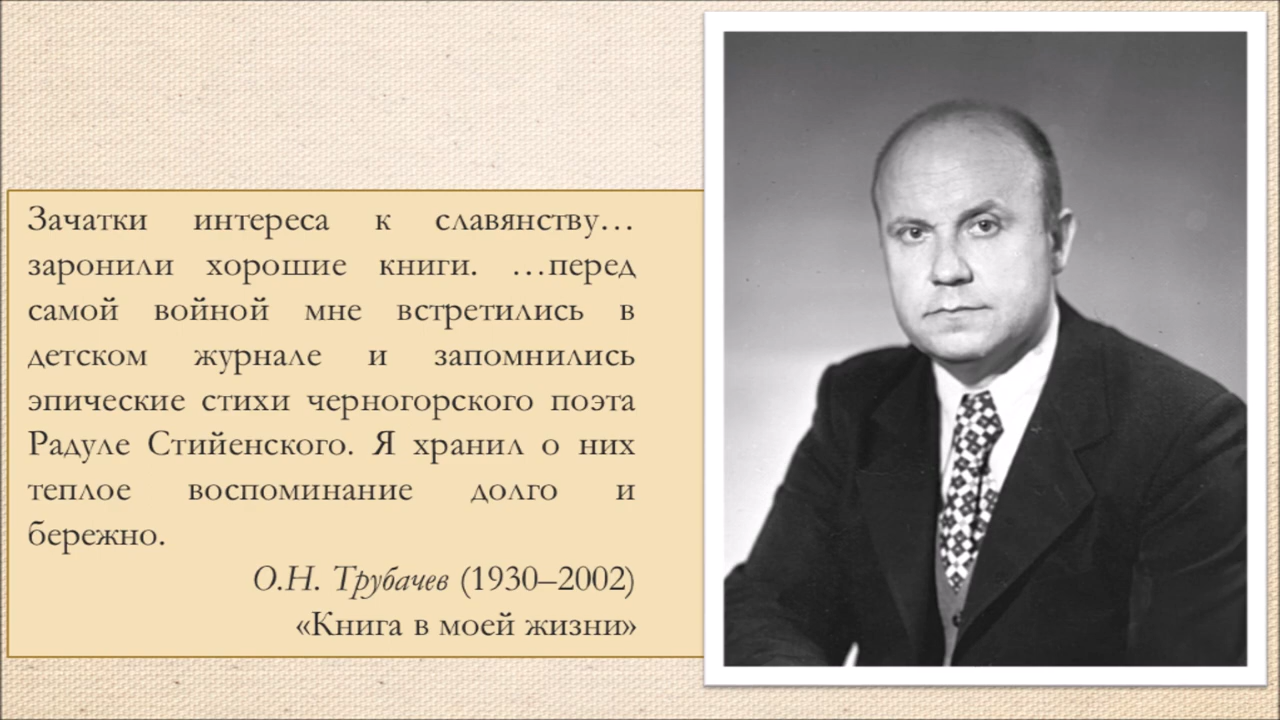 Зачатки интереса к славянству…
заронили хорошие книги. …перед
самой войной мне встретились в
детском журнале и запомнились
эпические стихи черногорского поэта
Радуле Стийенского. Я хранил о них
теплое воспоминание долго и
бережно.
О.Н. Трубачев (1930–2002)
«Книга в моей жизни»